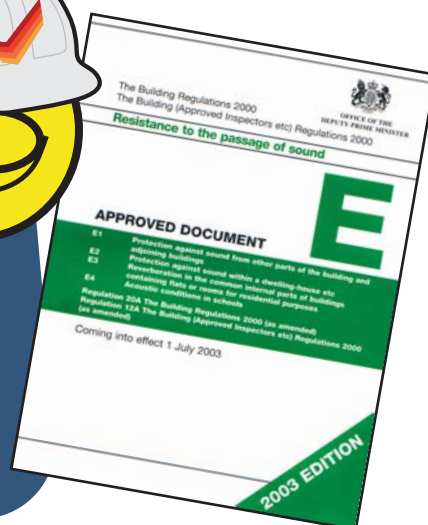 The Building Regulations 2000
The Building (Approved Inspectors etc) Regulations 2000
OFFICE OF THE
DEPUTY PRIME MINISTER
Resistance to the passage of sound
E
APPROVED DOCUMENT
E1 Protection against sound from other parts of the building and
adjoining buildings
E2 Protection against sound within a dwelling-house etc
E3 Reverberation in the common internal parts of buildings
containing flats or rooms for residential purposes
E4 Acoustic conditions in schools
Regulation 20A The Building Regulations 2000 (as amended)
Regulation 12A The Building (Approved Inspectors etc) Regulations 2000
(as amended)
Coming into effect 1 July 2003
2003 EDITION